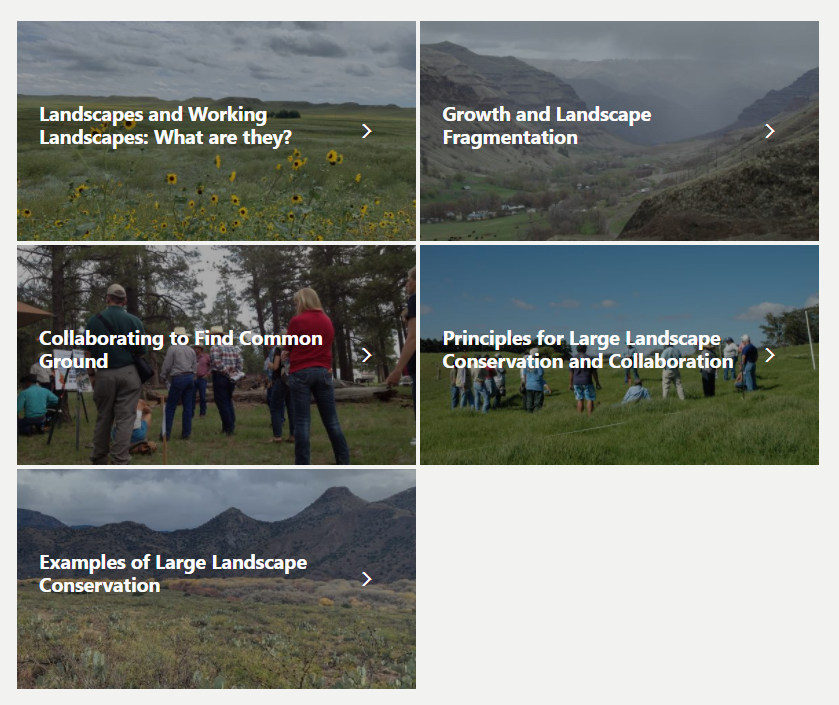 Landscapes and Working
Landscapes: What are they?
Growth and Landscape
Fragmentation
Collaborating to Find Common
Ground
Principles for Large Landscape
Conservation and Collaboration
Examples of Large Landscape
Conservation